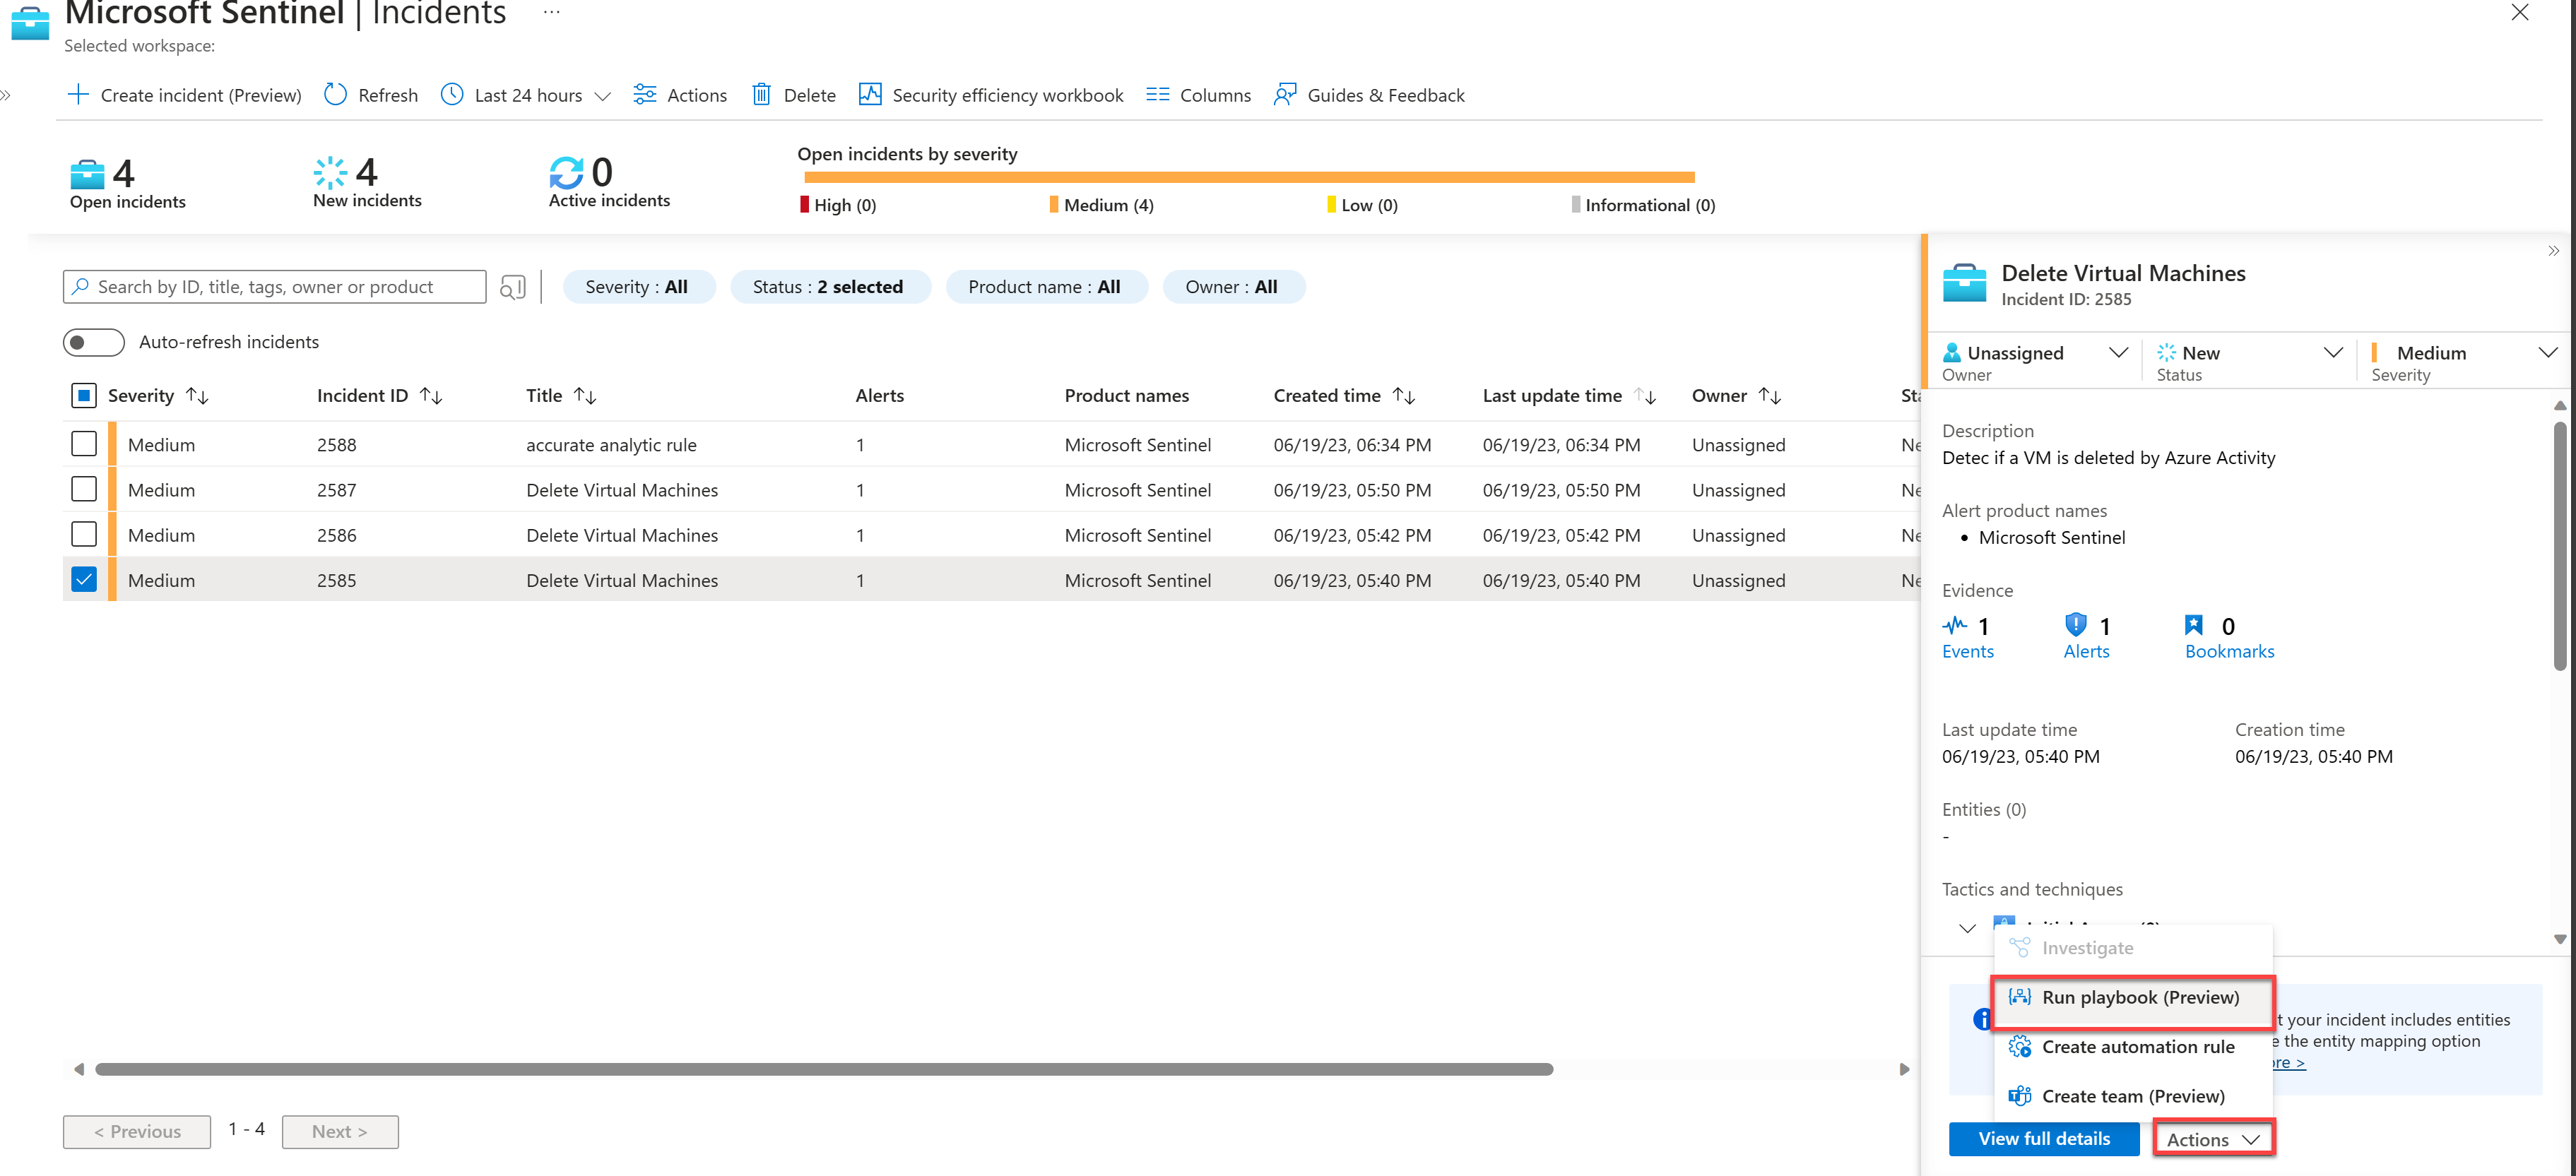 Microsoft Sentinel | Incidents ...
Selected workspace:
Create incident (Preview) Refresh Last 24 hours Actions Delete Security efficiency workbook Columns Guides & Feedback
4
Open incidents
4
New incidents
0
Active incidents
Open incidents by severity
High (0) Medium (4) Low (0) Informational (0)
Search by ID, title, tags, owner or product
Severity : All
Status : 2 selected
Product name : All
Owner : All
Auto-refresh incidents
Severity Incident ID Title Alerts Product names Created time Last update time Owner Sta
Medium 2588 accurate analytic rule 1 Microsoft Sentinel 06/19/23, 06:34 PM 06/19/23, 06:34 PM Unassigned Ne
Medium 2587 Delete Virtual Machines 1 Microsoft Sentinel 06/19/23, 05:50 PM 06/19/23, 05:50 PM Unassigned Ne
Medium 2586 Delete Virtual Machines 1 Microsoft Sentinel 06/19/23, 05:42 PM 06/19/23, 05:42 PM Unassigned Ne
Medium 2585 Delete Virtual Machines 1 Microsoft Sentinel 06/19/23, 05:40 PM 06/19/23, 05:40 PM Unassigned Ne
< Previous 1 - 4 Next >
Delete Virtual Machines
Incident ID: 2585
Unassigned
Owner
New
Status
Medium
Severity
Description
Detec if a VM is deleted by Azure Activity
Alert product names
• Microsoft Sentinel
Evidence
1
Events
1
Alerts
0
Bookmarks
Last update time
06/19/23, 05:40 PM
Creation time
06/19/23, 05:40 PM
Entities (0)
-
Tactics and techniques
Investigate
Run playbook (Preview)
Create automation rule
Create team (Preview)
t your incident includes entities
e the entity mapping option
ore >
View full details
Actions